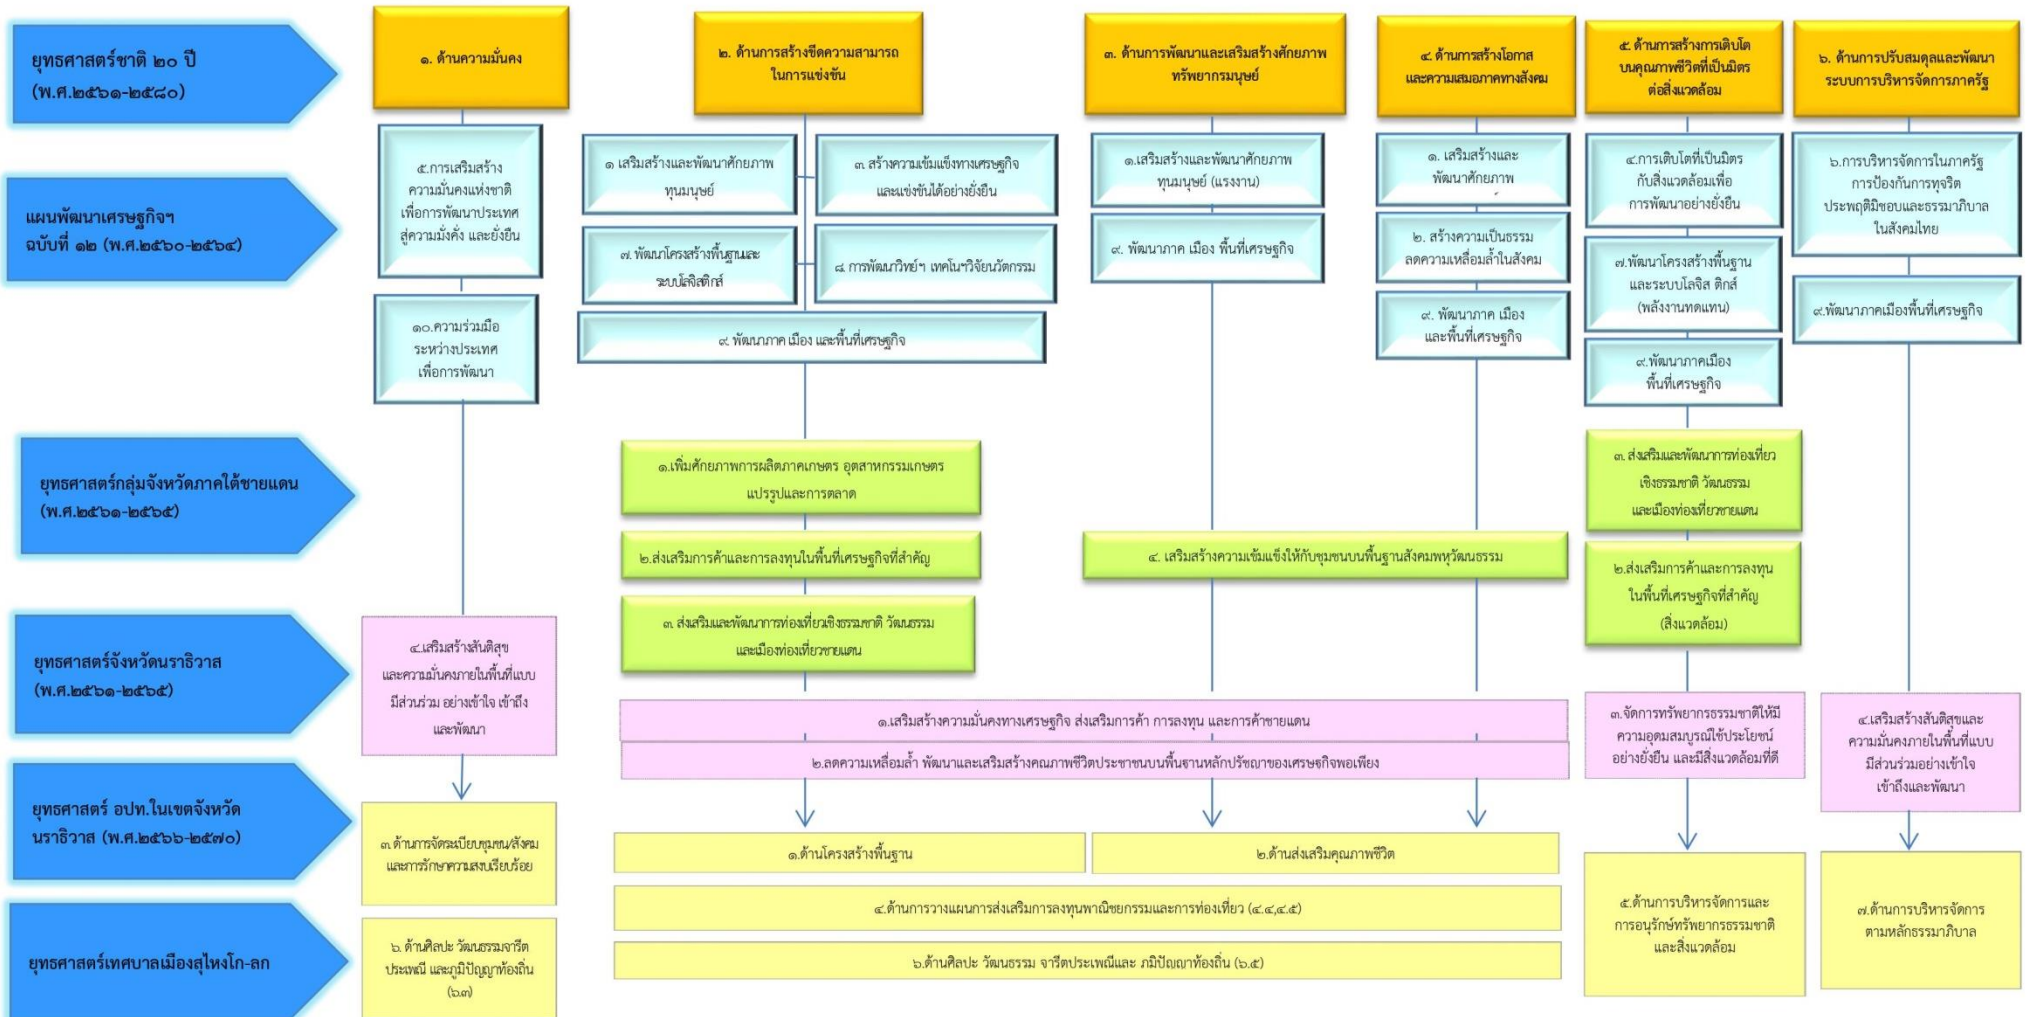 ยุทธศาสตร์ชาติ ๒๐ ปี
(พ.ศ.๒๕๖๑-๒๕๘๐)
๑. ด้านความมั่นคง
๒. ด้านการสร้างขีดความสามารถ
ในการแข่งขัน
๓. ด้านการพัฒนาและเสริมสร้างศักยภาพ
ทรัพยากรมนุษย์
๔. ด้านการสร้างโอกาส
และความเสมอภาคทางสังคม
๕. ด้านการสร้างการเติบโต
บนคุณภาพชีวิตที่เป็นมิตร
ต่อสิ่งแวดล้อม
๖. ด้านการปรับสมดุลและพัฒนา
ระบบการบริหารจัดการภาครัฐ
แผนพัฒนาเศรษฐกิจฯ
ฉบับที่ ๑๒ (พ.ศ.๒๕๖๐-๒๕๖๔)
๕.การเสริมสร้าง
ความมั่นคงแห่งชาติ
เพื่อการพัฒนาประเทศ
สู่ความมั่งคั่ง และยั่งยืน
๑๐.ความร่วมมือ
ระหว่างประเทศ
เพื่อการพัฒนา
๑ เสริมสร้างและพัฒนาศักยภาพ
ทุนมนุษย์
๓. สร้างความเข้มแข็งทางเศรษฐกิจ
และแข่งขันได้อย่างยั่งยืน
๗. พัฒนาโครงสร้างพื้นฐานและ
ระบบโลจิสติกส์
๘. การพัฒนาวิทย์ฯ เทคโนฯวิจัยนวัตกรรม
๙. พัฒนาภาค เมือง และพื้นที่เศรษฐกิจ
๑.เสริมสร้างและพัฒนาศักยภาพ
ทุนมนุษย์ (แรงงาน)
๙. พัฒนาภาค เมือง พื้นที่เศรษฐกิจ
๑. เสริมสร้างและ
พัฒนาศักยภาพ
๒. สร้างความเป็นธรรม
ลดความเหลื่อมล้ำในสังคม
๙. พัฒนาภาค เมือง
และพื้นที่เศรษฐกิจ
๔.การเติบโตที่เป็นมิตร
กับสิ่งแวดล้อมเพื่อ
การพัฒนาอย่างยั่งยืน
๗.พัฒนาโครงสร้างพื้นฐาน
และระบบโลจิส ติกส์
(พลังงานทดแทน)
๙.พัฒนาภาคเมือง
พื้นที่เศรษฐกิจ
๖.การบริหารจัดการในภาครัฐ
การป้องกันการทุจริต
ประพฤติมิชอบและธรรมาภิบาล
ในสังคมไทย
๙.พัฒนาภาคเมืองพื้นที่เศรษฐกิจ
ยุทธศาสตร์กลุ่มจังหวัดภาคใต้ชายแดน
(พ.ศ.๒๕๖๑-๒๕๖๕)
๑.เพิ่มศักยภาพการผลิตภาคเกษตร อุตสาหกรรมเกษตร
แปรรูปและการตลาด
๒.ส่งเสริมการค้าและการลงทุนในพื้นที่เศรษฐกิจที่สำคัญ
๓. ส่งเสริมและพัฒนาการท่องเที่ยวเชิงธรรมชาติ วัฒนธรรม
และเมืองท่องเที่ยวชายแดน
๔. เสริมสร้างความเข้มแข็งให้กับชุมชนบนพื้นฐานสังคมพหุวัฒนธรรม
๓. ส่งเสริมและพัฒนาการท่องเที่ยว
เชิงธรรมชาติ วัฒนธรรม
และเมืองท่องเที่ยวชายแดน
๒.ส่งเสริมการค้าและการลงทุน
ในพื้นที่เศรษฐกิจที่สำคัญ
(สิ่งแวดล้อม)
ยุทธศาสตร์จังหวัดนราธิวาส
(พ.ศ.๒๕๖๑-๒๕๖๕)
๔.เสริมสร้างสันติสุข
และความมั่นคงภายในพื้นที่แบบ
มีส่วนร่วม อย่างเข้าใจ เข้าถึง
และพัฒนา
๑.เสริมสร้างความมั่นคงทางเศรษฐกิจ ส่งเสริมการค้า การลงทุน และการค้าชายแดน
๒.ลดความเหลื่อมล้ำ พัฒนาและเสริมสร้างคุณภาพชีวิตประชาชนบนพื้นฐานหลักปรัชญาของเศรษฐกิจพอเพียง
๓.จัดการทรัพยากรธรรมชาติให้มี
ความอุดมสมบูรณ์ใช้ประโยชน์
อย่างยั่งยืน และมีสิ่งแวดล้อมที่ดี
๔.เสริมสร้างสันติสุขและ
ความมั่นคงภายในพื้นที่แบบ
มีส่วนร่วมอย่างเข้าใจ
เข้าถึงและพัฒนา
ยุทธศาสตร์ อปท.ในเขตจังหวัด
นราธิวาส (พ.ศ.๒๕๖๖-๒๕๗๐)
๓.ด้านการจัดระเบียบชุมชน/สังคม
และการรักษาความสงบเรียบร้อย
๑.ด้านโครงสร้างพื้นฐาน
๒.ด้านส่งเสริมคุณภาพชีวิต
๔.ด้านการวางแผนการส่งเสริมการลงทุนพาณิชยกรรมและการท่องเที่ยว (๔.๔,๔.๕)
๕.ด้านการบริหารจัดการและ
การอนุรักษ์ทรัพยากรธรรมชาติ
และสิ่งแวดล้อม
๗.ด้านการบริหารจัดการ
ตามหลักธรรมาภิบาล
ยุทธศาสตร์เทศบาลเมืองสุไหงโก-ลก
๖. ด้านศิลปะ วัฒนธรรมจารีต
ประเพณี และภูมิปัญญาท้องถิ่น
(๖.๓)
๖.ด้านศิลปะ วัฒนธรรม จารีตประเพณีและ ภูมิปัญญาท้องถิ่น (๖.๕)